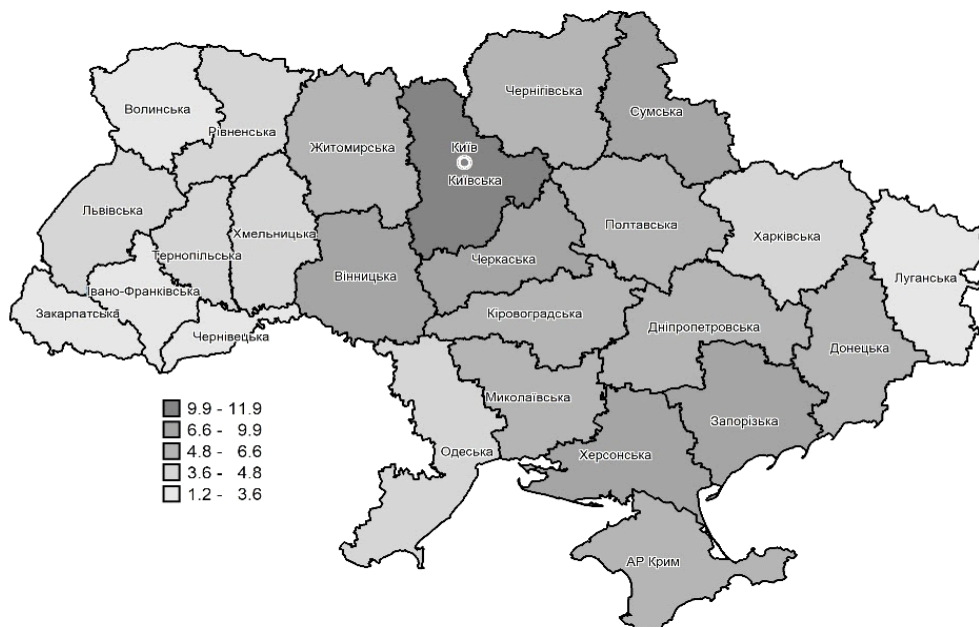 Чернігівська
Сумська
Волинська
Рівненська
Житомирська
Київ
Київська
Львівська
Полтавська
Харківська
Хмельницька
Тернопільська
Черкаська
Вінницька
Луганська
Івано-Франківська
Закарпатська
Кіровоградська
Дніпропетровська
Чернівецька
Донецька
Миколаївська
Запорізька
Одеська
Херсонська
АР Крим
9.9 - 11.9
6.6 - 9.9
4.8 - 6.6
3.6 - 4.8
1.2 - 3.6